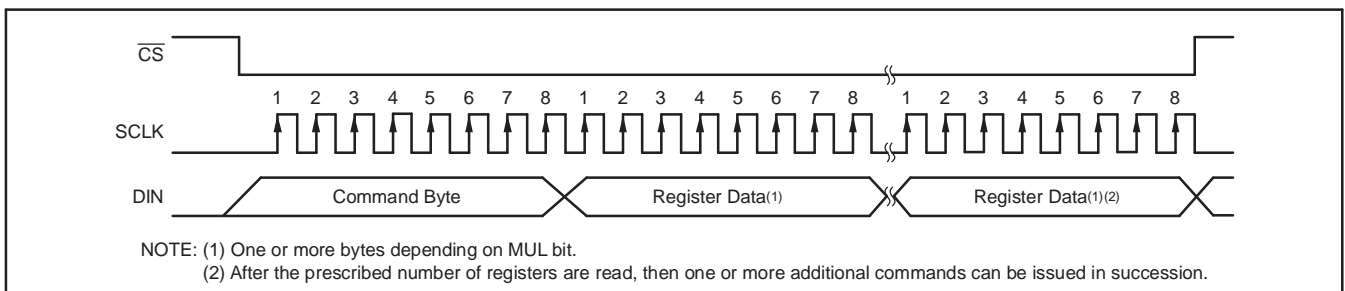 CS
1 2 3 4 5 6 7 8 1 2 3 4 5 6 7 8 1 2 3 4 5 6 7 8
SCLK
DIN Command Byte Register Data(1) Register Data(1)(2)
NOTE: (1) One or more bytes depending on MUL bit.
(2) After the prescribed number of registers are read, then one or more additional commands can be issued in succession.